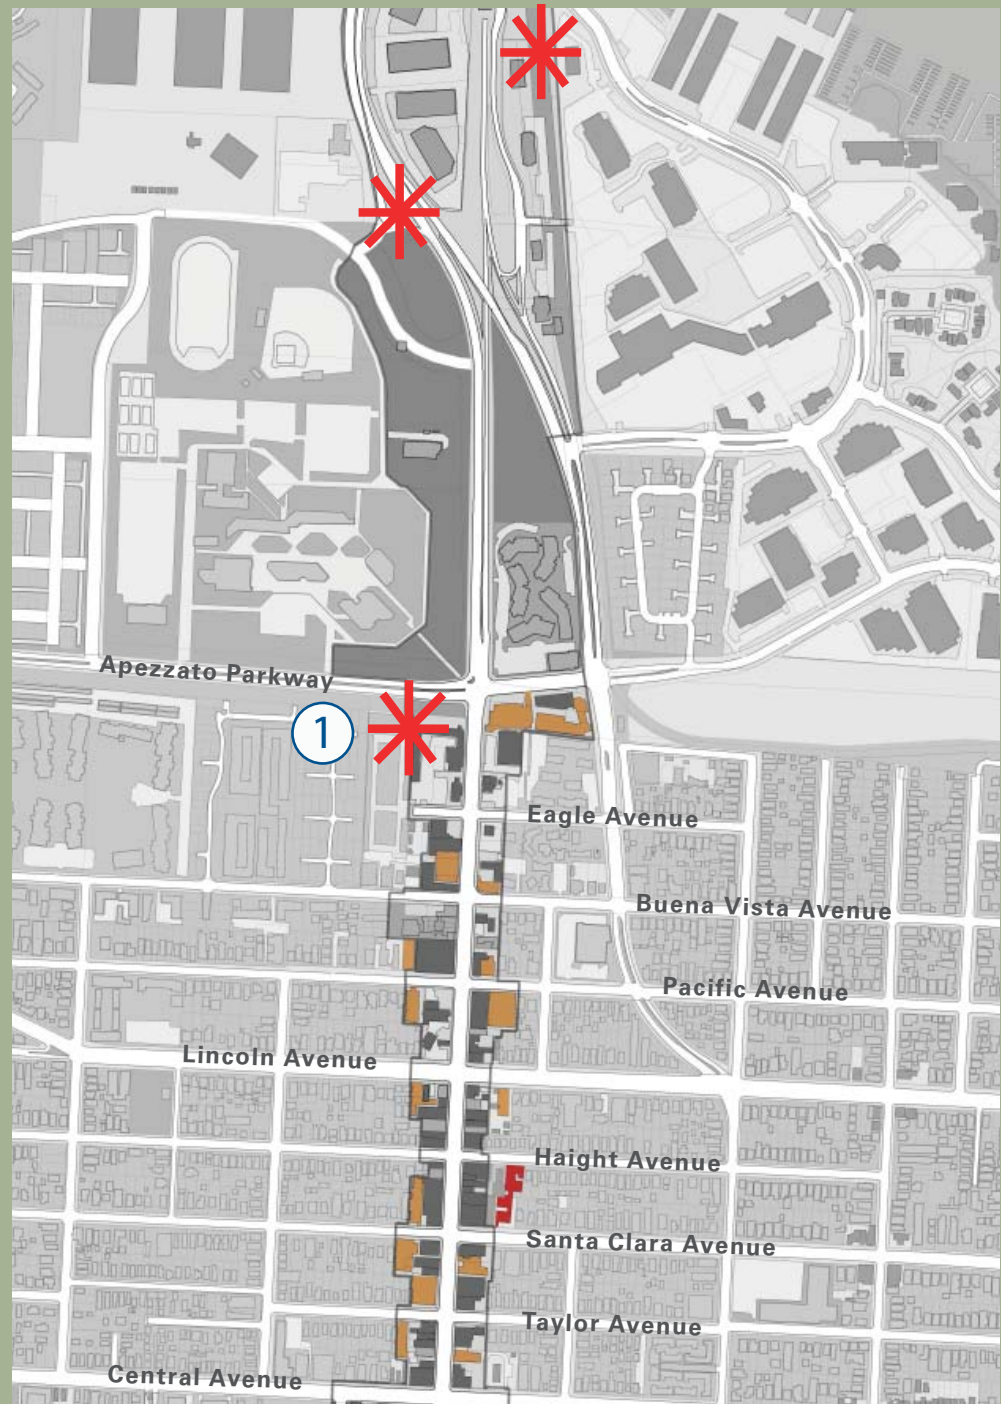 Apezzato Parkway
1
Eagle Avenue
Buena Vista Avenue
Pacific Avenue
Lincoln Avenue
Haight Avenue
Santa Clara Avenue
Taylor Avenue
Central Avenue